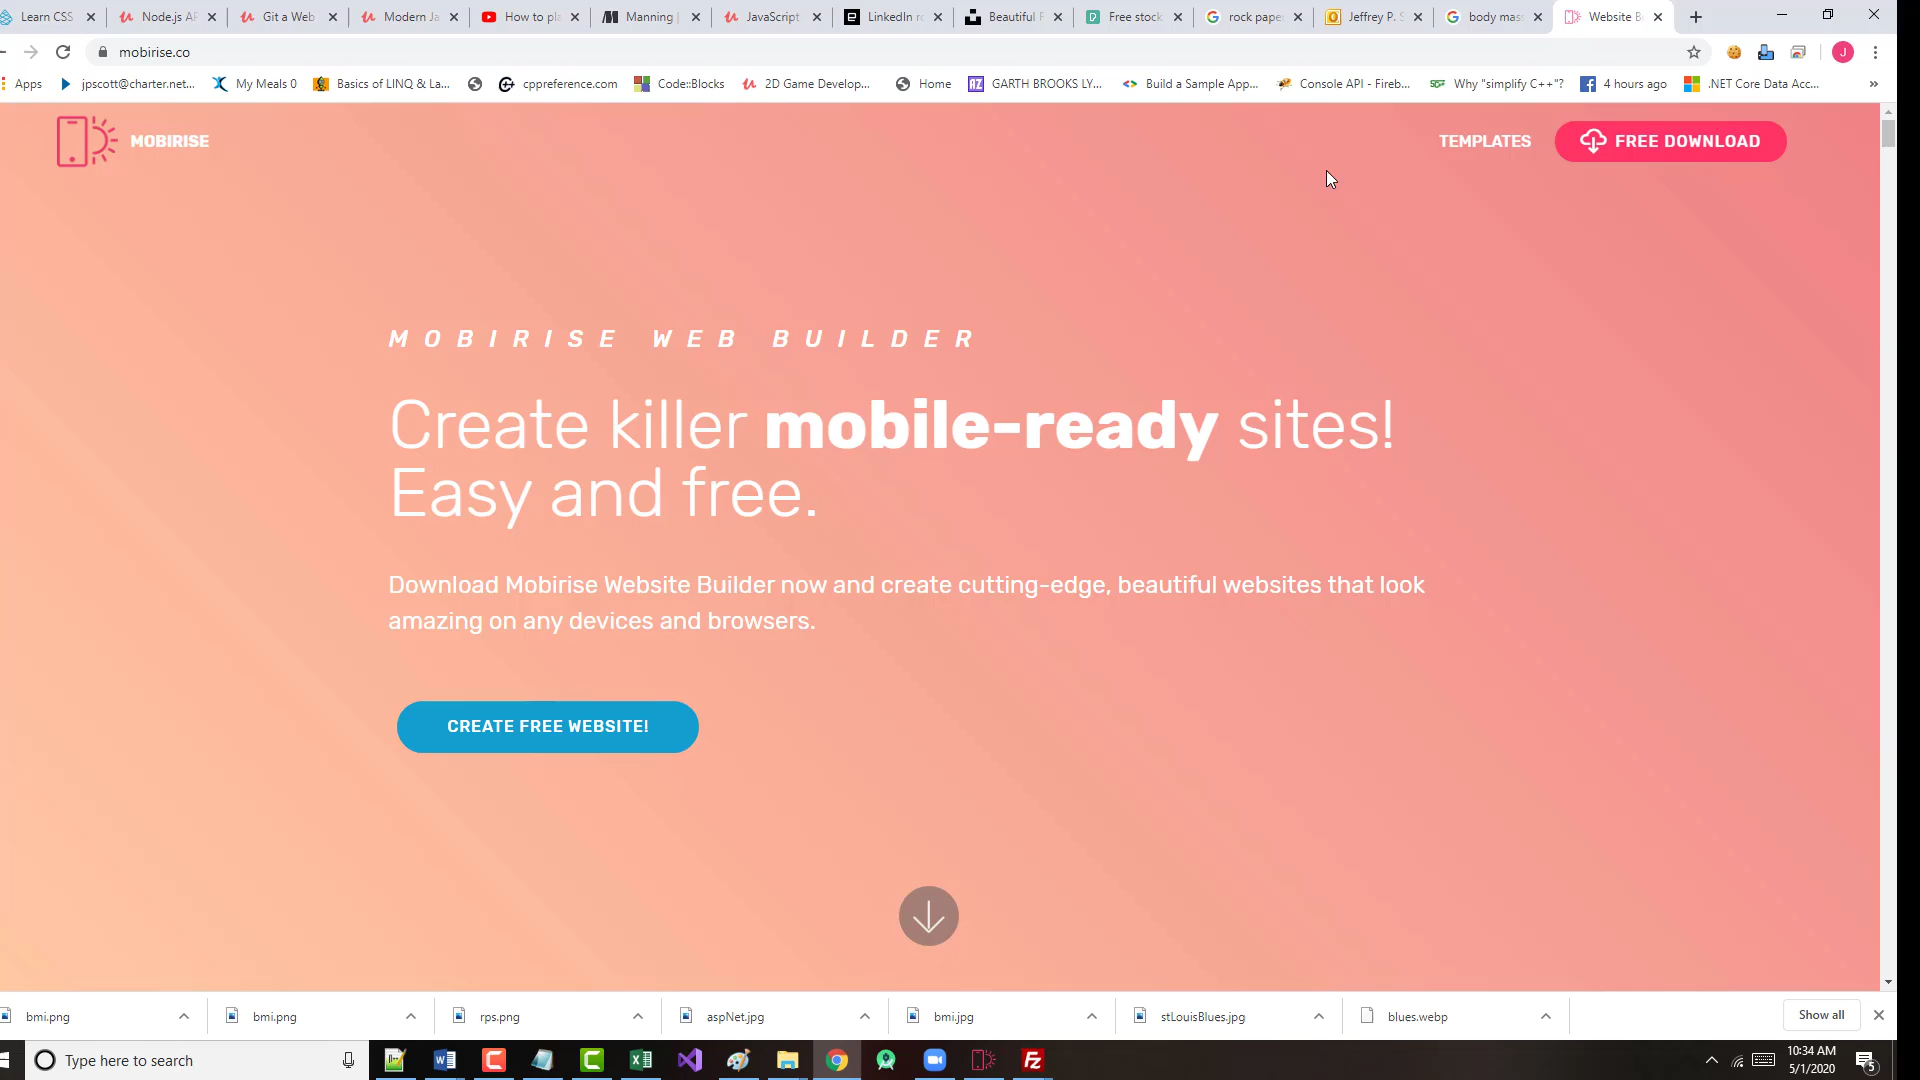 Learn CSS
Node.js AP
Git a Web
Modern Ja
How to pla
Manning |
JavaScript
LinkedIn ro
Beautiful F
Free stock
rock pape
Jeffrey P. S
body mas
Website B
mobirise.co
J
Apps
jpscott@charter.net...
My Meals 0
Basics of LINQ & La...
cppreference.com
Code::Blocks
2D Game Develop...
Home
GARTH BROOKS LY...
Build a Sample App...
Console API - Fireb...
Why "simplify C++"?
4 hours ago
.NET Core Data Acc...
»
MOBIRISE
TEMPLATES
FREE DOWNLOAD
MOBIRISE WEB BUILDER
Create killer mobile-ready sites!
Easy and free.
Download Mobirise Website Builder now and create cutting-edge, beautiful websites that look
amazing on any devices and browsers.
CREATE FREE WEBSITE!
bmi.png
bmi.png
rps.png
aspNet.jpg
bmi.jpg
stLouisBlues.jpg
blues.webp
Show all
Type here to search
10:34 AM
5/1/2020
5